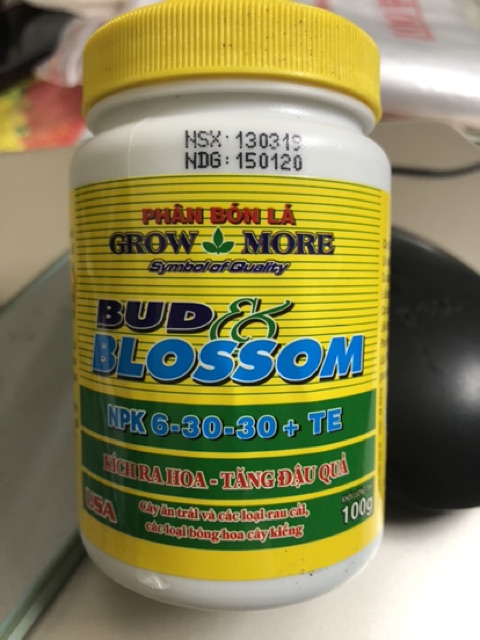 NSX: 130319
NDG: 150120
PHÂN BÓN LÁ
GROW MORE
Symbol of Quality
BUD &
BLOSSOM
NPK 6-30-30 + TE
KÍCH RA HOA - TĂNG ĐẬU QUẢ
USA
Cây ăn trái và các loại rau cải,
các loại bông hoa cây kiểng
100g